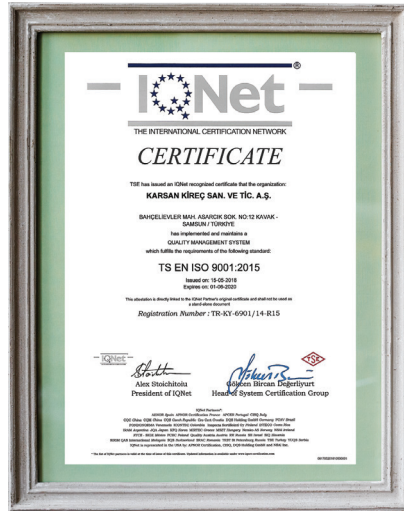 IQNet
®
THE INTERNATIONAL CERTIFICATION NETWORK
CERTIFICATE
TSE has issued an IQNet recognized certificate that the organization:
KARSAN KİREÇ SAN. VE TİC. A.Ş.
BAHÇELİEVLER MAH. ASARCIK SOK. NO:12 KAVAK -
SAMSUN / TÜRKİYE
has implemented and maintains a
QUALITY MANAGEMENT SYSTEM
which fulfills the requirements of the following standard:
TS EN ISO 9001:2015
Issued on: 15-05-2018
Expires on: 01-06-2020
This attestation is directly linked to the IQNet Partner's original certificate and shall not be used as
a stand-alone document
Registration Number : TR-KY-6901/14-R15
IQNet
TSE
Alex Stoichitoiu
President of IQNet
Gökcem Bircan Değerliyurt
Head of System Certification Group
IQNet Partners*: